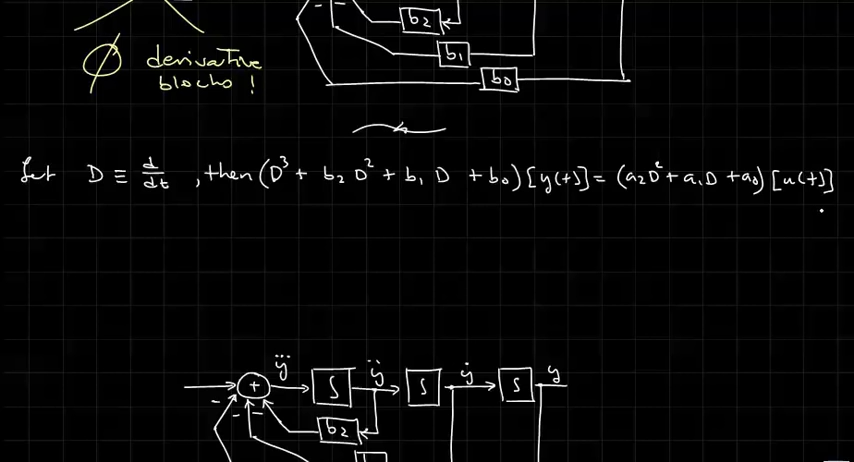 b₂
b₁
b₀
∅ derivative
blocks !
Let D ≡ d/dt , then (D³ + b₂ D² + b₁ D + b₀) [y(t)] = (a₂D² + a₁D + a₀) [u(t)]
+ y⃛ ∫ ÿ ∫ ẏ ∫ y
b₂